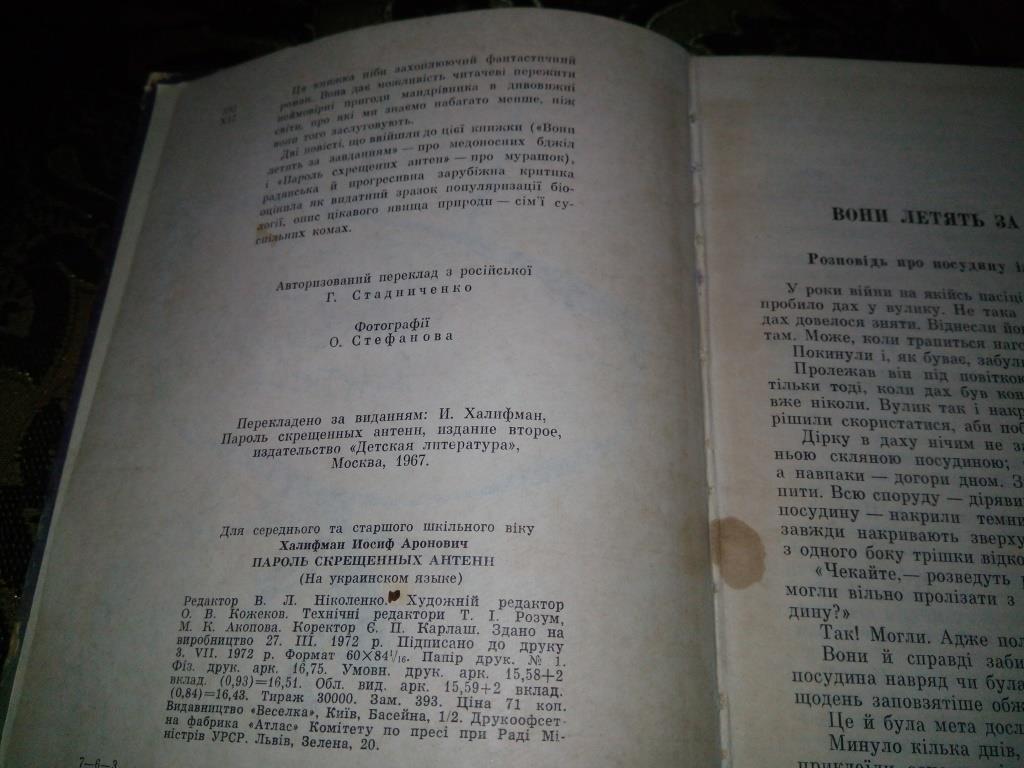 Ця книжка ніби захоплюючий фантастичний
роман. Вона дає можливість читачеві пережити
неймовірні пригоди мандрівника в дивовижні
світи, про які ми знаємо набагато менше, ніж
вони того заслуговують.
Дві повісті, що ввійшли до цієї книжки («Вони
летять за завданням» — про медоносних бджіл
і «Пароль схрещених антен» — про мурашок),
радянська й прогресивна зарубіжна критика
оцінила як видатний зразок популяризації біо-
логії, опис цікавого явища природи — сім'ї су-
спільних комах.
Авторизований переклад з російської
Г. Стадниченко
Фотографії
О. Стефанова
Перекладено за виданням: И. Халифман,
Пароль скрещенных антенн, издание второе,
издательство «Детская литература»,
Москва, 1967.
Для середнього та старшого шкільного віку
Халифман Иосиф Аронович
ПАРОЛЬ СКРЕЩЕННЫХ АНТЕНН
(На украинском языке)
Редактор В. Л. Ніколенко. Художній редактор
О. В. Кожеков. Технічні редактори Т. І. Розум,
М. К. Акопова. Коректор Є. П. Карлаш. Здано на
виробництво 27. III. 1972 р. Підписано до друку
3. VII. 1972 р. Формат 60×84¹/₁₆. Папір друк. № 1.
Фіз. друк. арк. 16,75. Умовн. друк. арк. 15,58+2
вклад. (0,93)=16,51. Обл. вид. арк. 15,59+2 вклад.
(0,84)=16,43. Тираж 30000. Зам. 393. Ціна 71 коп.
Видавництво «Веселка», Київ, Басейна, 1/2. Друкоофсет-
на фабрика «Атлас» Комітету по пресі при Раді Мі-
ністрів УРСР. Львів, Зелена, 20.
7—6—3
ВОНИ ЛЕТЯТЬ ЗА
Розповідь про посудину
У роки війни на якійсь пасіці
пробило дах у вулику. Не така
дах довелося зняти. Віднесли
там. Може, коли трапиться
Покинули і, як буває, забули
Пролежав він під повіткою
тільки тоді, коли дах був
вже ніколи. Вулик так і
рішили скористатися, аби
Дірку в даху нічим не
ньою скляною посудиною;
а навпаки — догори дном. З
пити. Всю споруду —
посудину — накрили
завжди накривають зверху
з одного боку трішки
«Чекайте,— розведуть
могли вільно пролізати з
дину?»
Так! Могли. Адже
Вони й справді
посудина навряд чи була
щодень заповзятіше
Це й була мета
Минуло кілька днів,